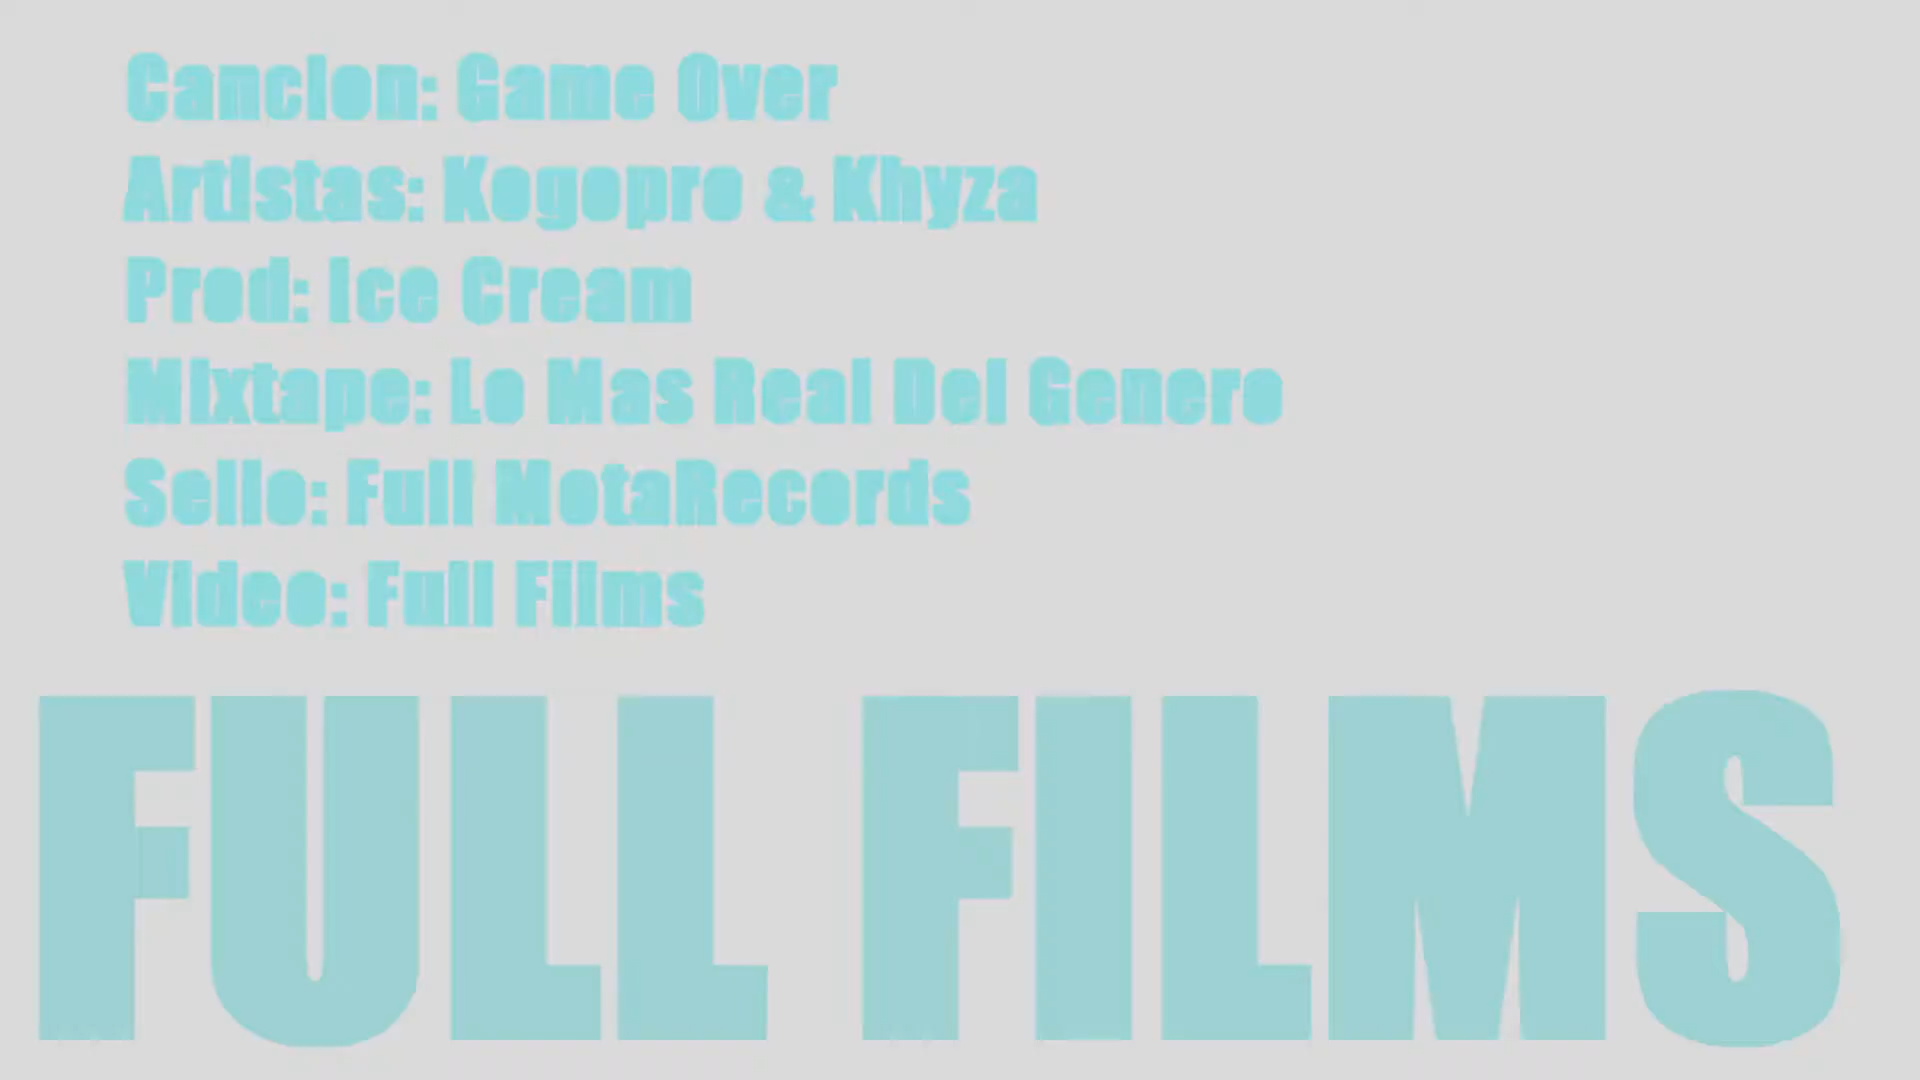 Cancion: Game Over
Artistas: Kogopro & Khyza
Prod: Ice Cream
Mixtape: Lo Mas Real Del Genero
Sello: Full MotaRecords
Video: Full Films
FULL FILMS